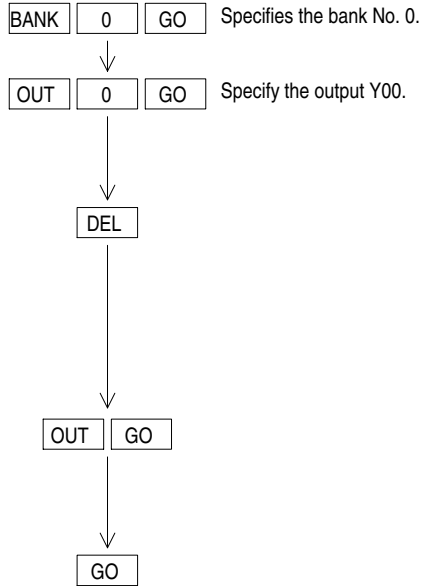 BANK 0 GO Specifies the bank No. 0.
OUT 0 GO Specify the output Y00.
DEL
OUT GO
GO